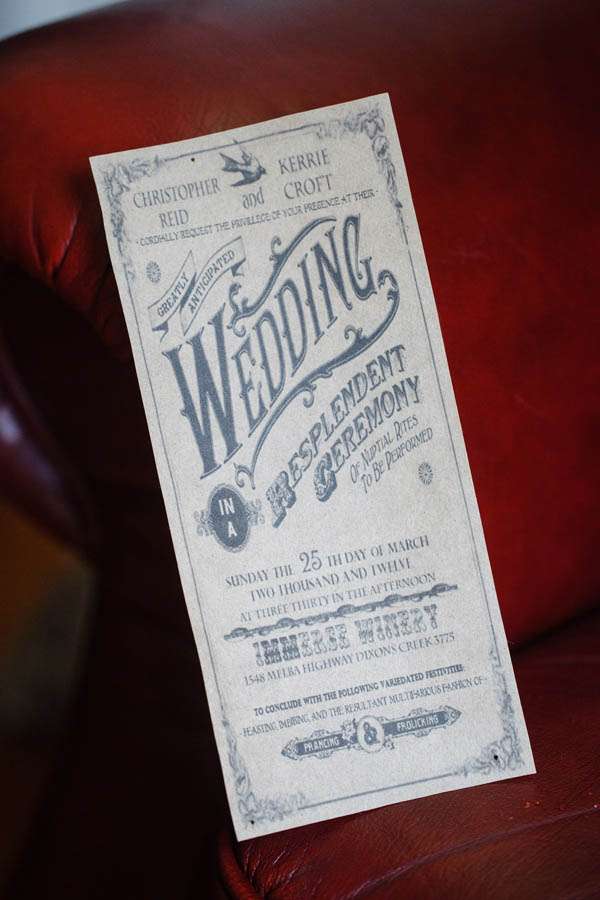 CHRISTOPHER REID and KERRIE CROFT
· CORDIALLY REQUEST THE PRIVILEGE OF YOUR PRESENCE AT THEIR ·
GREATLY ANTICIPATED
WEDDING
IN A
RESPLENDENT
CEREMONY
OF NUPTIAL RITES
TO BE PERFORMED
SUNDAY THE 25TH DAY OF MARCH
TWO THOUSAND AND TWELVE
AT THREE THIRTY IN THE AFTERNOON
IMMERSE WINERY
1548 MELBA HIGHWAY DIXONS CREEK 3775
TO CONCLUDE WITH THE FOLLOWING VARIEDATED FESTIVITIES:
FEASTING, IMBIBING, AND THE RESULTANT MULTIFARIOUS FASHION OF -
PRANCING & FROLICKING